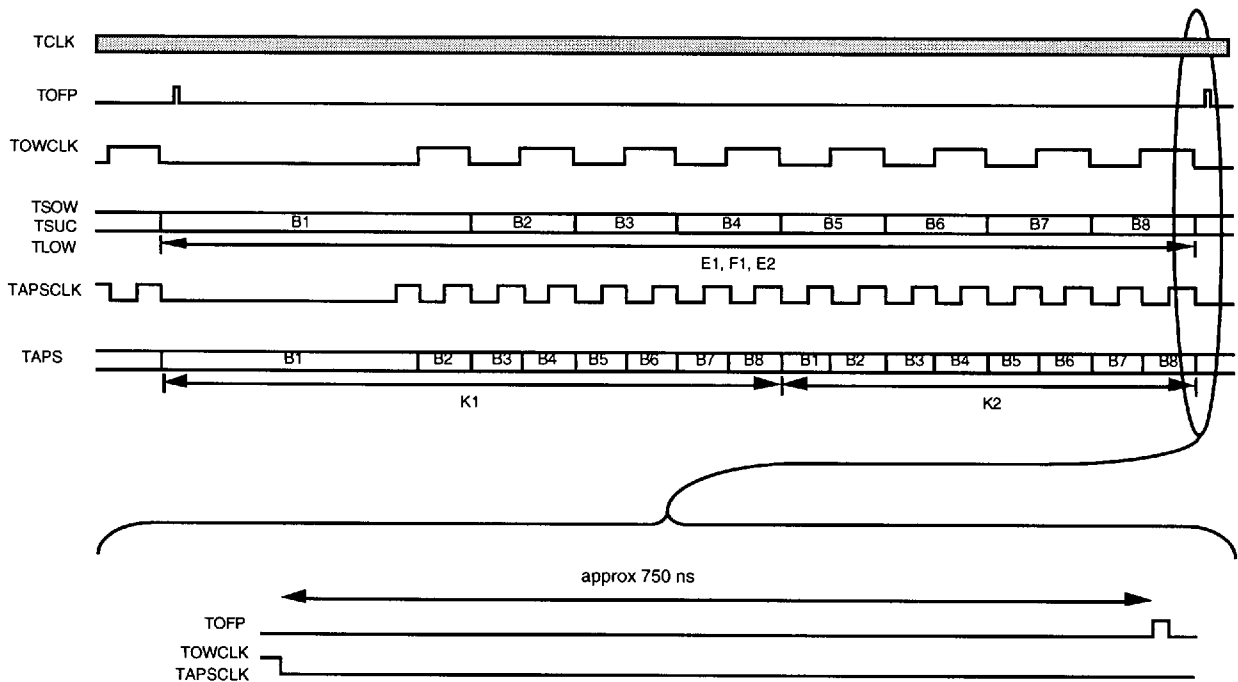 TCLK
TOFP
TOWCLK
TSOW
TSUC
TLOW
B1 B2 B3 B4 B5 B6 B7 B8
E1, F1, E2
TAPSCLK
TAPS
B1 B2 B3 B4 B5 B6 B7 B8 B1 B2 B3 B4 B5 B6 B7 B8
K1 K2
approx 750 ns
TOFP
TOWCLK
TAPSCLK